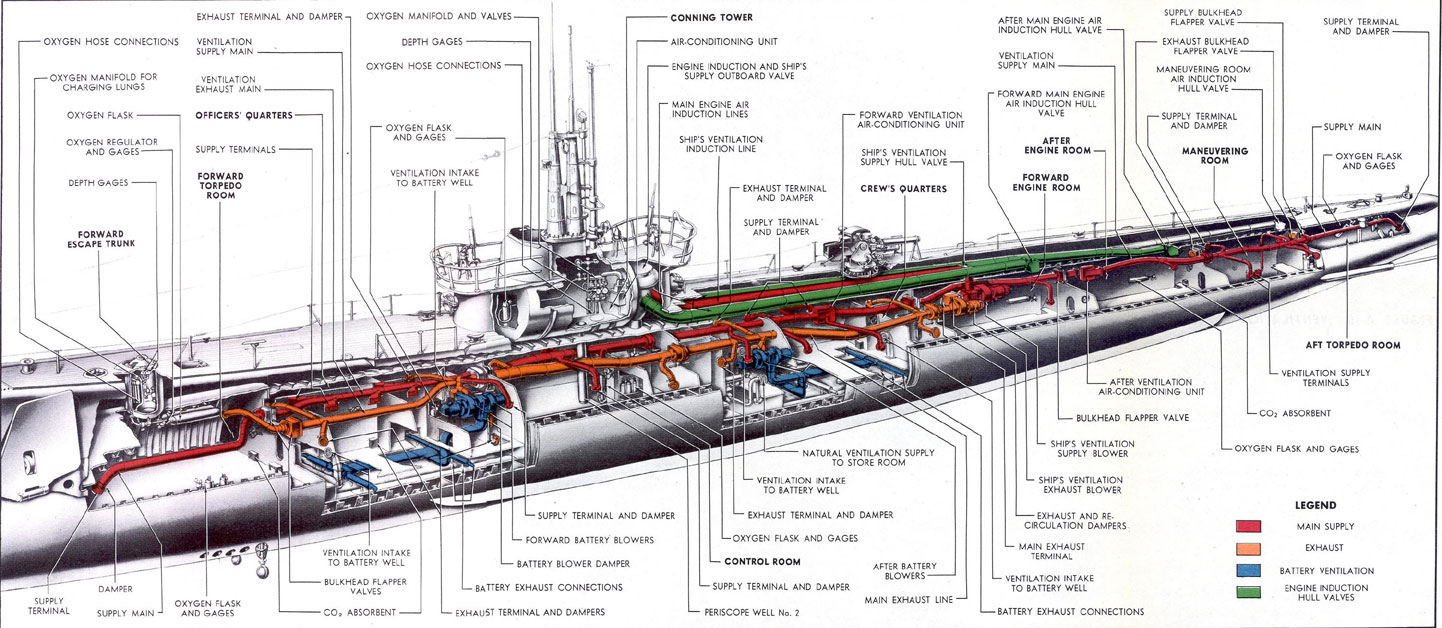 EXHAUST TERMINAL AND DAMPER
OXYGEN MANIFOLD AND VALVES
CONNING TOWER
AFTER MAIN ENGINE AIR
INDUCTION HULL VALVE
SUPPLY BULKHEAD
FLAPPER VALVE
SUPPLY TERMINAL
AND DAMPER
OXYGEN HOSE CONNECTIONS
VENTILATION
SUPPLY MAIN
DEPTH GAGES
AIR-CONDITIONING UNIT
EXHAUST BULKHEAD
FLAPPER VALVE
VENTILATION
SUPPLY MAIN
OXYGEN MANIFOLD FOR
CHARGING LUNGS
VENTILATION
EXHAUST MAIN
OXYGEN HOSE CONNECTIONS
ENGINE INDUCTION AND SHIP'S
SUPPLY OUTBOARD VALVE
MANEUVERING ROOM
AIR INDUCTION
HULL VALVE
FORWARD MAIN ENGINE
AIR INDUCTION HULL
VALVE
OXYGEN FLASK
OFFICERS' QUARTERS
MAIN ENGINE AIR
INDUCTION LINES
FORWARD VENTILATION
AIR-CONDITIONING UNIT
SUPPLY TERMINAL
AND DAMPER
SUPPLY MAIN
OXYGEN FLASK
AND GAGES
OXYGEN REGULATOR
AND GAGES
SUPPLY TERMINALS
SHIP'S VENTILATION
INDUCTION LINE
SHIP'S VENTILATION
SUPPLY HULL VALVE
AFTER
ENGINE ROOM
MANEUVERING
ROOM
OXYGEN FLASK
AND GAGES
DEPTH GAGES
FORWARD
TORPEDO
ROOM
VENTILATION INTAKE
TO BATTERY WELL
EXHAUST TERMINAL
AND DAMPER
CREW'S QUARTERS
FORWARD
ENGINE ROOM
SUPPLY TERMINAL
AND DAMPER
FORWARD
ESCAPE TRUNK
AFT TORPEDO ROOM
VENTILATION SUPPLY
TERMINALS
AFTER VENTILATION
AIR-CONDITIONING UNIT
CO₂ ABSORBENT
BULKHEAD FLAPPER VALVE
OXYGEN FLASK AND GAGES
SHIP'S VENTILATION
SUPPLY BLOWER
NATURAL VENTILATION SUPPLY
TO STORE ROOM
VENTILATION INTAKE
TO BATTERY WELL
SHIP'S VENTILATION
EXHAUST BLOWER
SUPPLY TERMINAL AND DAMPER
EXHAUST TERMINAL AND DAMPER
EXHAUST AND RE-
CIRCULATION DAMPERS
FORWARD BATTERY BLOWERS
OXYGEN FLASK AND GAGES
MAIN EXHAUST
TERMINAL
VENTILATION INTAKE
TO BATTERY WELL
BATTERY BLOWER DAMPER
CONTROL ROOM
AFTER BATTERY
BLOWERS
VENTILATION INTAKE
TO BATTERY WELL
DAMPER
BULKHEAD FLAPPER
VALVES
BATTERY EXHAUST CONNECTIONS
SUPPLY TERMINAL AND DAMPER
MAIN EXHAUST LINE
SUPPLY
TERMINAL
SUPPLY MAIN
OXYGEN FLASK
AND GAGES
CO₂ ABSORBENT
EXHAUST TERMINAL AND DAMPERS
PERISCOPE WELL No. 2
BATTERY EXHAUST CONNECTIONS
LEGEND
MAIN SUPPLY
EXHAUST
BATTERY VENTILATION
ENGINE INDUCTION
HULL VALVES